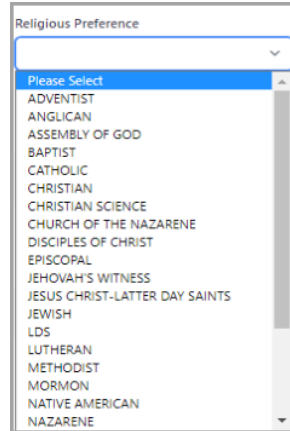 Religious Preference
Please Select
ADVENTIST
ANGLICAN
ASSEMBLY OF GOD
BAPTIST
CATHOLIC
CHRISTIAN
CHRISTIAN SCIENCE
CHURCH OF THE NAZARENE
DISCIPLES OF CHRIST
EPISCOPAL
JEHOVAH'S WITNESS
JESUS CHRIST-LATTER DAY SAINTS
JEWISH
LDS
LUTHERAN
METHODIST
MORMON
NATIVE AMERICAN
NAZARENE